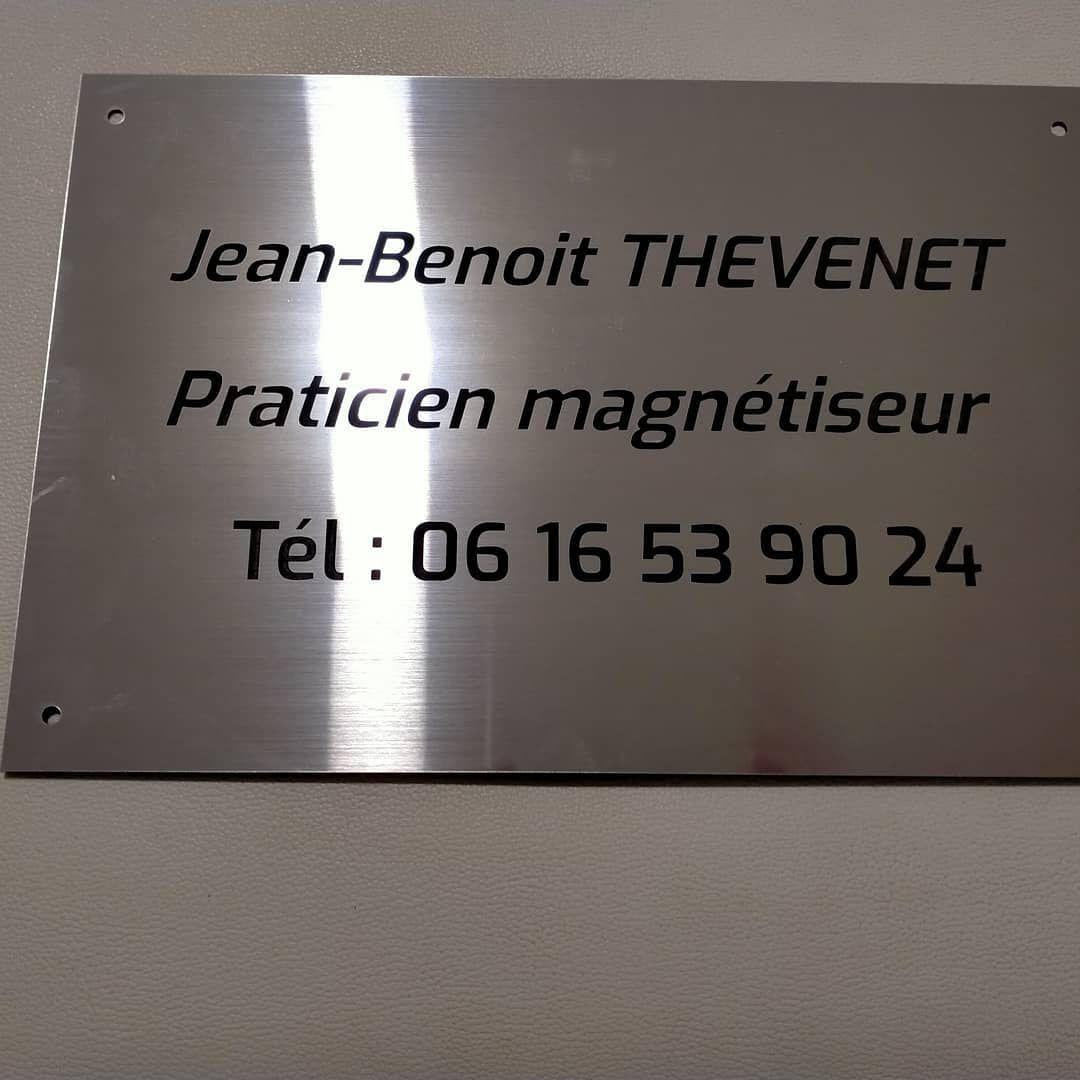 Jean-Benoit THEVENET
Praticien magnétiseur
Tél : 06 16 53 90 24